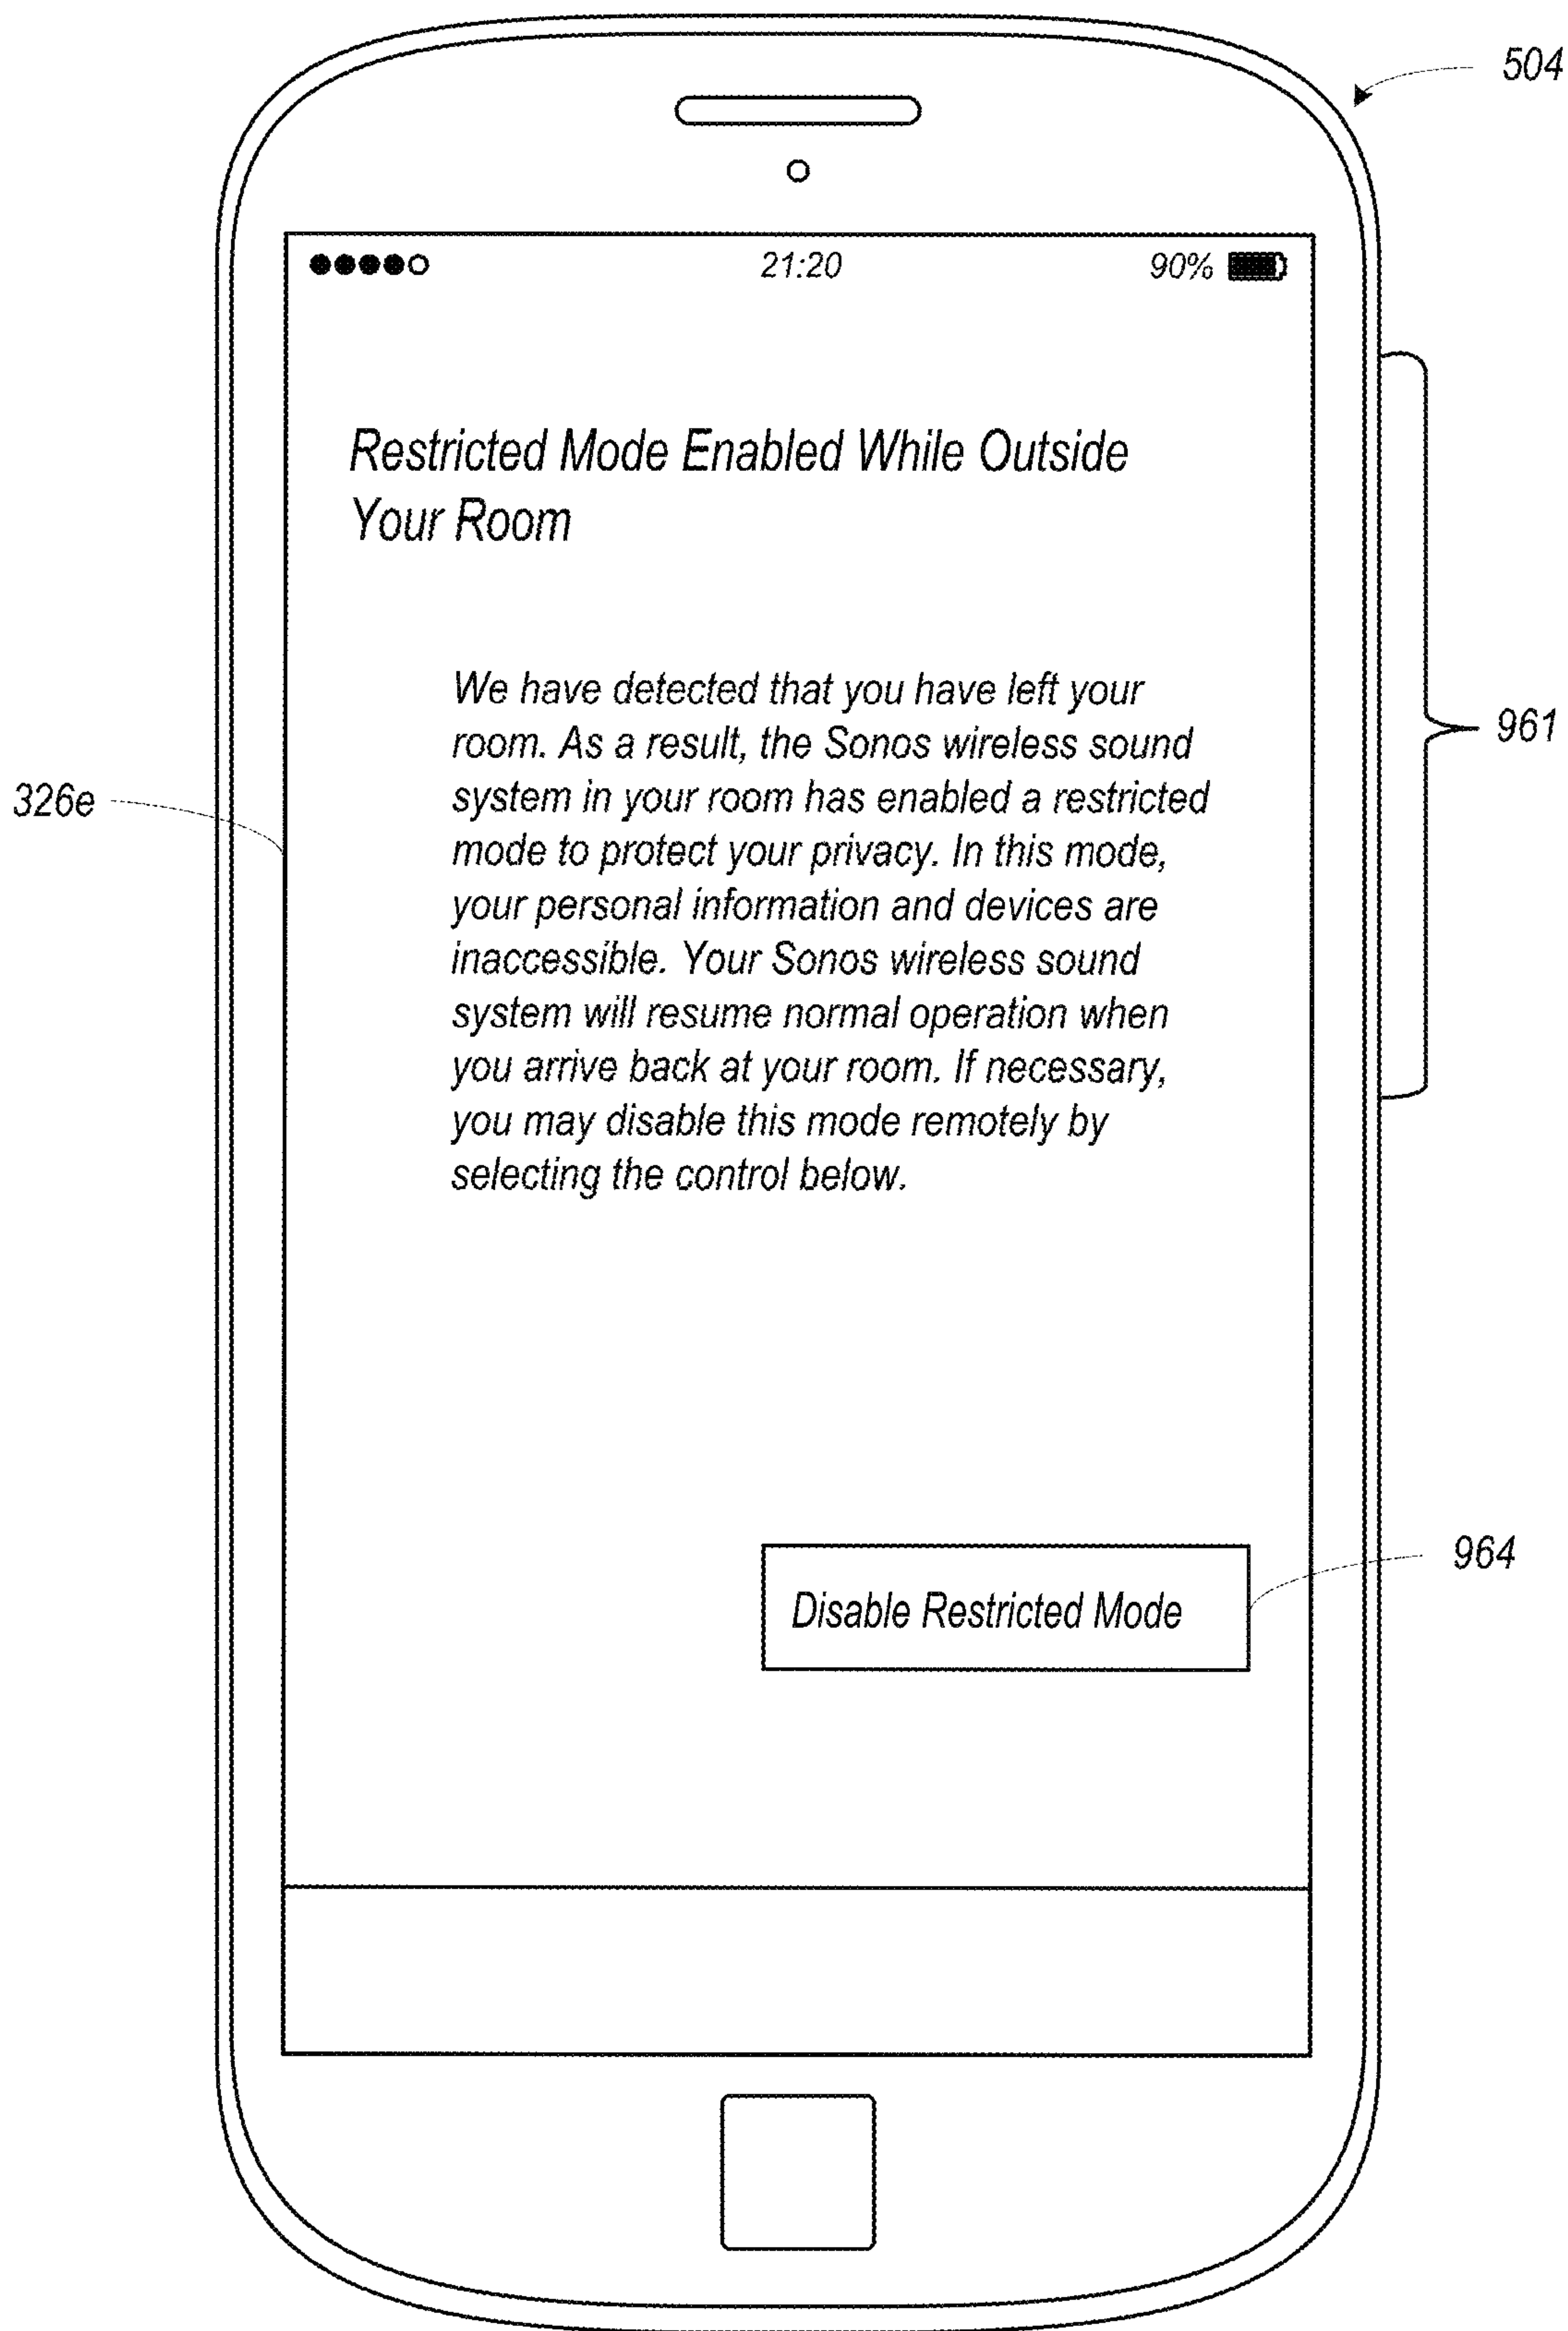 504
21:20 90%
Restricted Mode Enabled While Outside
Your Room
We have detected that you have left your
room. As a result, the Sonos wireless sound
961
system in your room has enabled a restricted
326e
mode to protect your privacy. In this mode,
your personal information and devices are
inaccessible. Your Sonos wireless sound
system will resume normal operation when
you arrive back at your room. If necessary,
you may disable this mode remotely by
selecting the control below.
964
Disable Restricted Mode